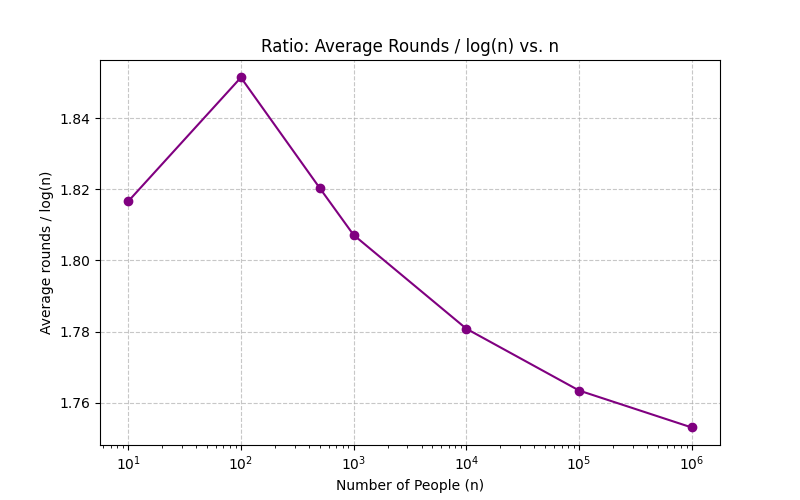 Ratio: Average Rounds / log(n) vs. n
Average rounds / log(n)
1.84
1.82
1.80
1.78
1.76
10¹ 10² 10³ 10⁴ 10⁵ 10⁶
Number of People (n)